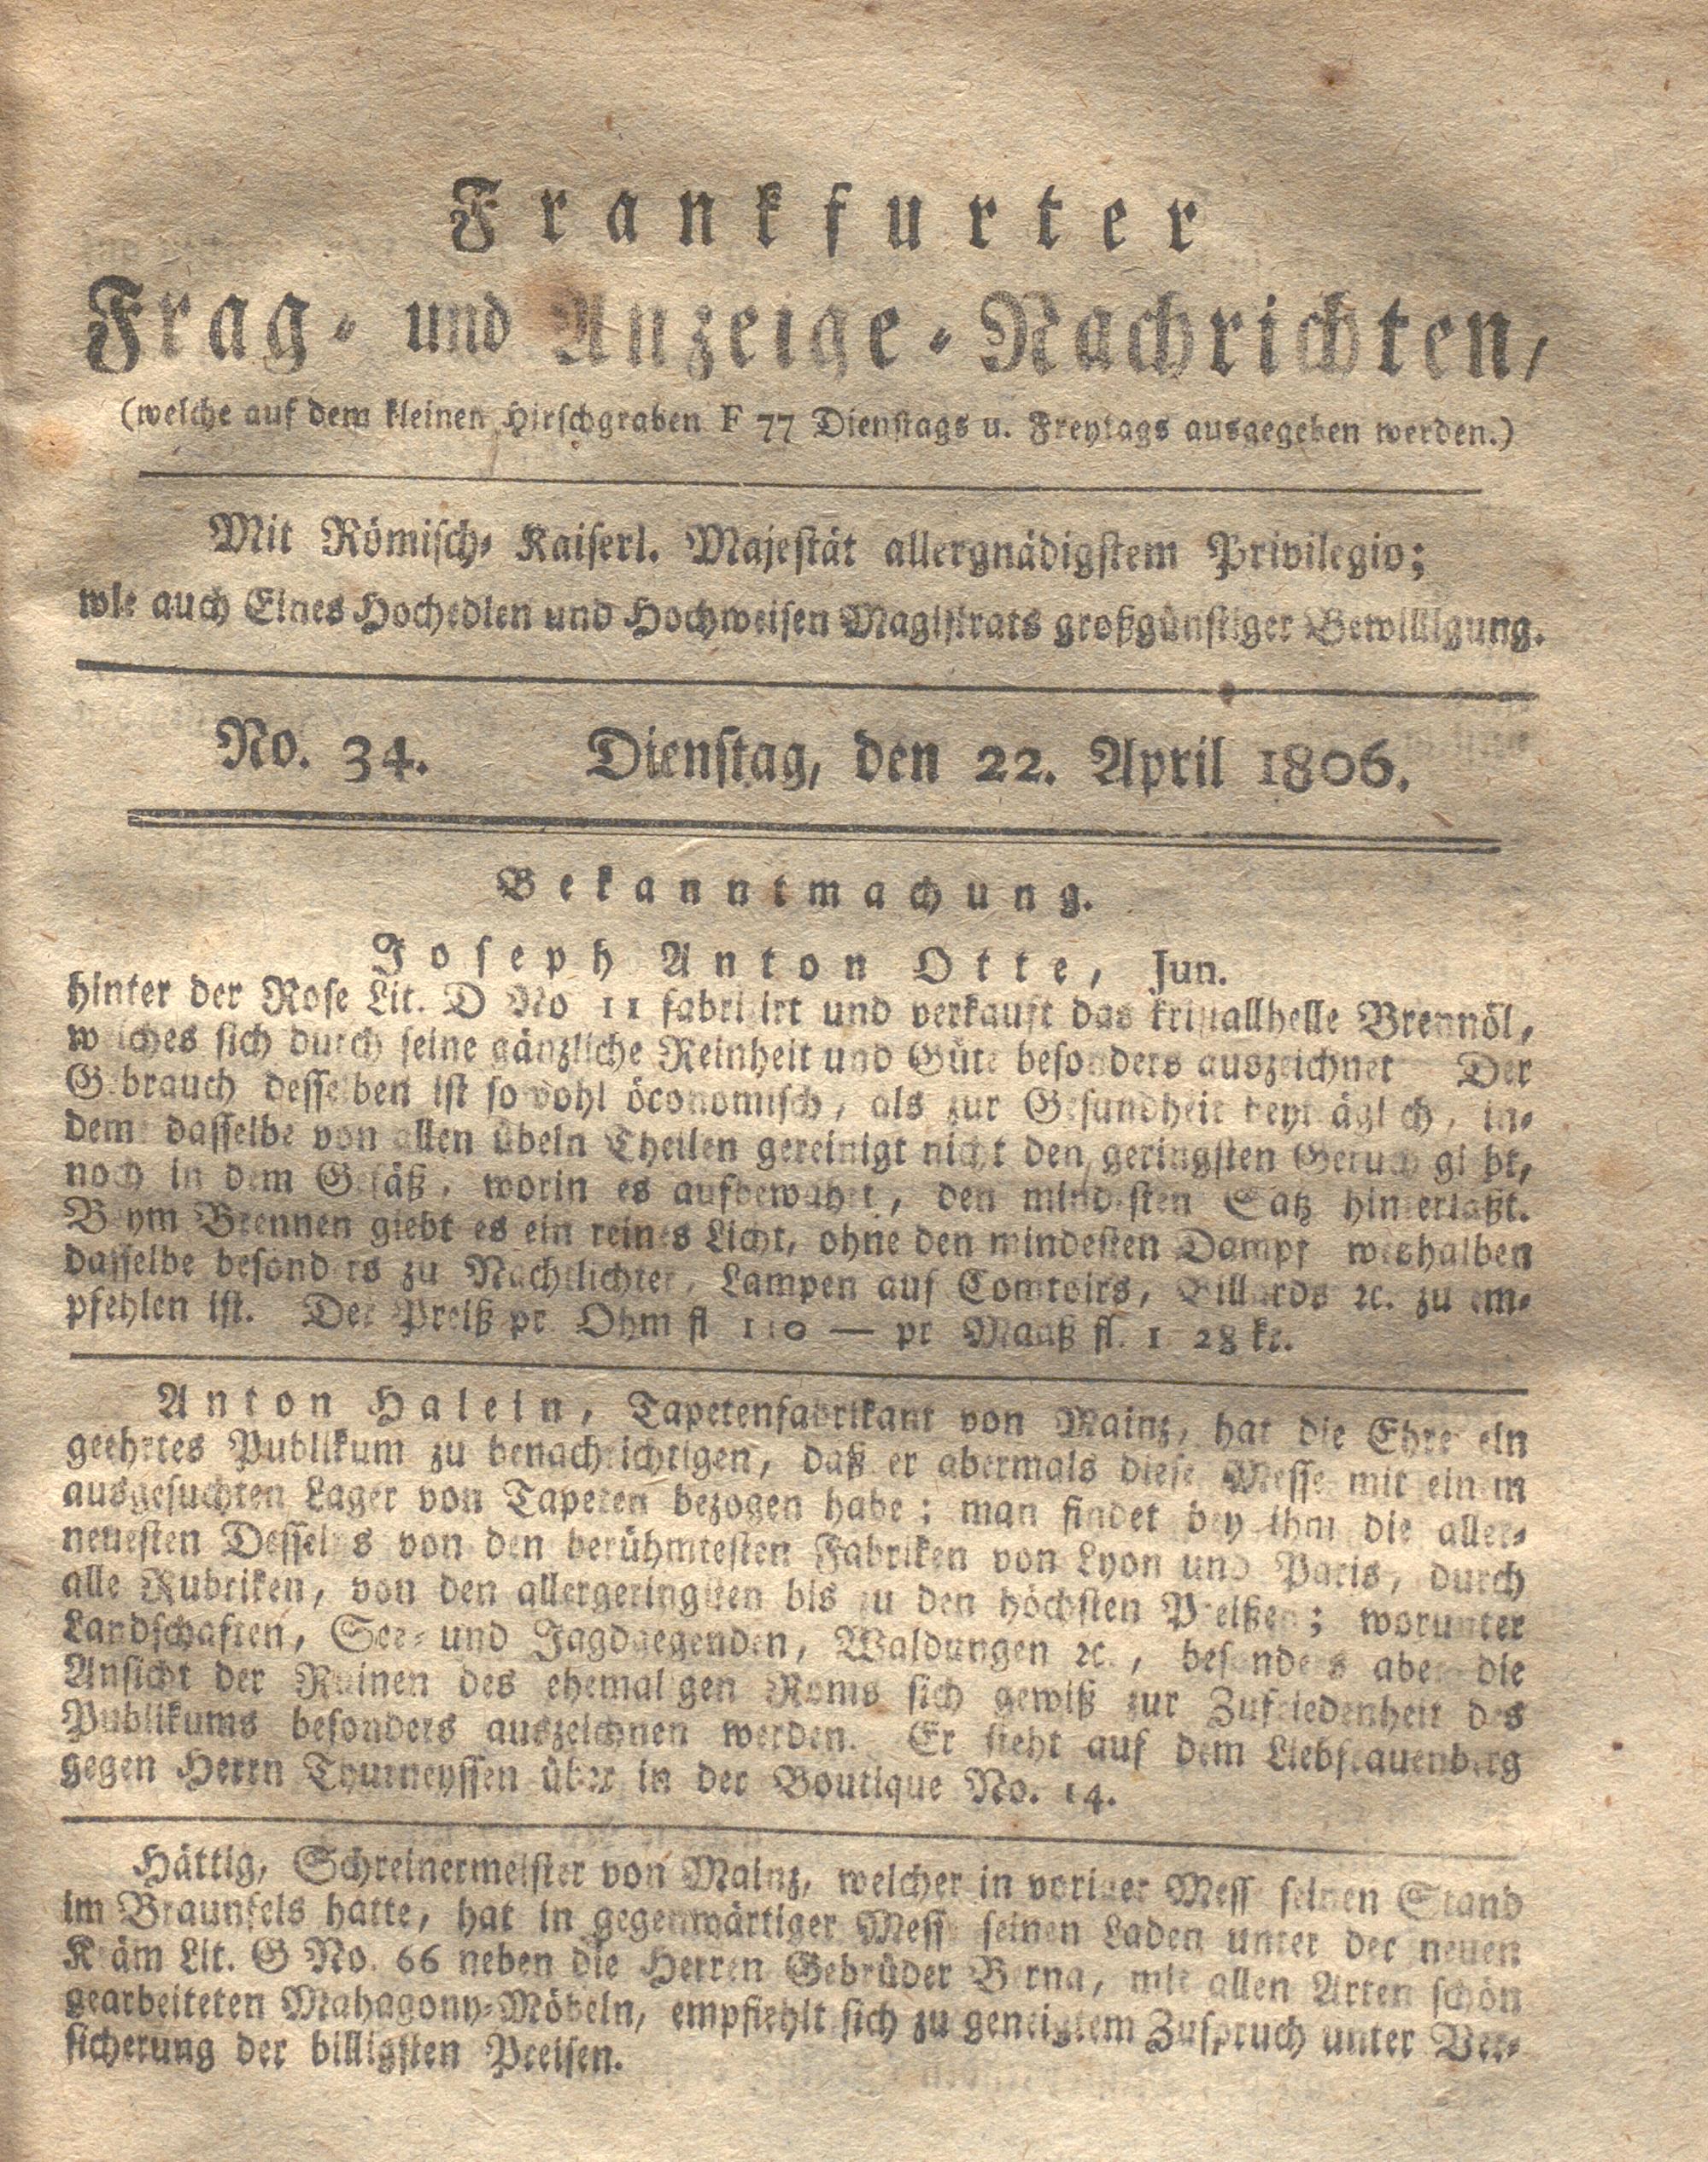 Frankfurter
Frag- und Anzeige-Nachrichten,
(welche auf dem kleinen Hirschgraben F 77 Dienstags u. Freytags ausgegeben werden.)
Mit Römisch- Kaiserl. Majestät allergnädigstem Privilegio;
wie auch Eines Hochedlen und Hochweisen Magistrats großgünstiger Bewilligung.
No. 34. Dienstag, den 22. April 1806.
Bekanntmachung.
Joseph Anton Otte, Jun.
hinter der Rose Lit. D No 11 fabrizirt und verkauft das kristallhelle Brennöl,
welches sich durch seine gänzliche Reinheit und Güte besonders auszeichnet Der
Gebrauch desselben ist sowohl öconomisch, als zur Gesundheit beyträglich, in-
dem dasselbe von allen übeln Theilen gereinigt nicht den geringsten Geruch giebt,
noch in dem Gefäß, worin es aufbewahrt, den mindesten Satz hinterläßt.
Beym Brennen giebt es ein reines Licht, ohne den mindesten Dampf weshalben
dasselbe besonders zu Nachtlichter, Lampen auf Comtoirs, Billards ꝛc. zu em-
pfehlen ist. Der Preiß pr. Ohm fl 110 — pr Maaß fl. 1 28 kr.
Anton Halein, Tapetenfabrikant von Mainz, hat die Ehre ein
geehrtes Publikum zu benachrichtigen, daß er abermals diese Messe mit einem
ausgesuchten Lager von Tapeten bezogen habe; man findet bey ihm die aller-
neuesten Desseins von den berühmtesten Fabriken von Lyon und Paris, durch
alle Rubriken, von den allergeringsten bis zu den höchsten Preißen; worunter
Landschaften, See- und Jagdgegenden, Waldungen ꝛc., besonders aber die
Ansicht der Ruinen des ehemaligen Roms sich gewiß zur Zufriedenheit des
Publikums besonders auszeichnen werden. Er steht auf dem Liebfrauenberg
gegen Herrn Thurneyssen über in der Boutique No. 14.
Hättig, Schreinermeister von Mainz, welcher in voriger Messe seinen Stand
im Braunfels hatte, hat in gegenwärtiger Messe seinen Laden unter der neuen
Kräm Lit. G No. 66 neben die Herren Gebrüder Berna, mit allen Arten schön
gearbeiteten Mahagony-Möbeln, empfiehlt sich zu geneigtem Zuspruch unter Ver-
sicherung der billigsten Preisen.